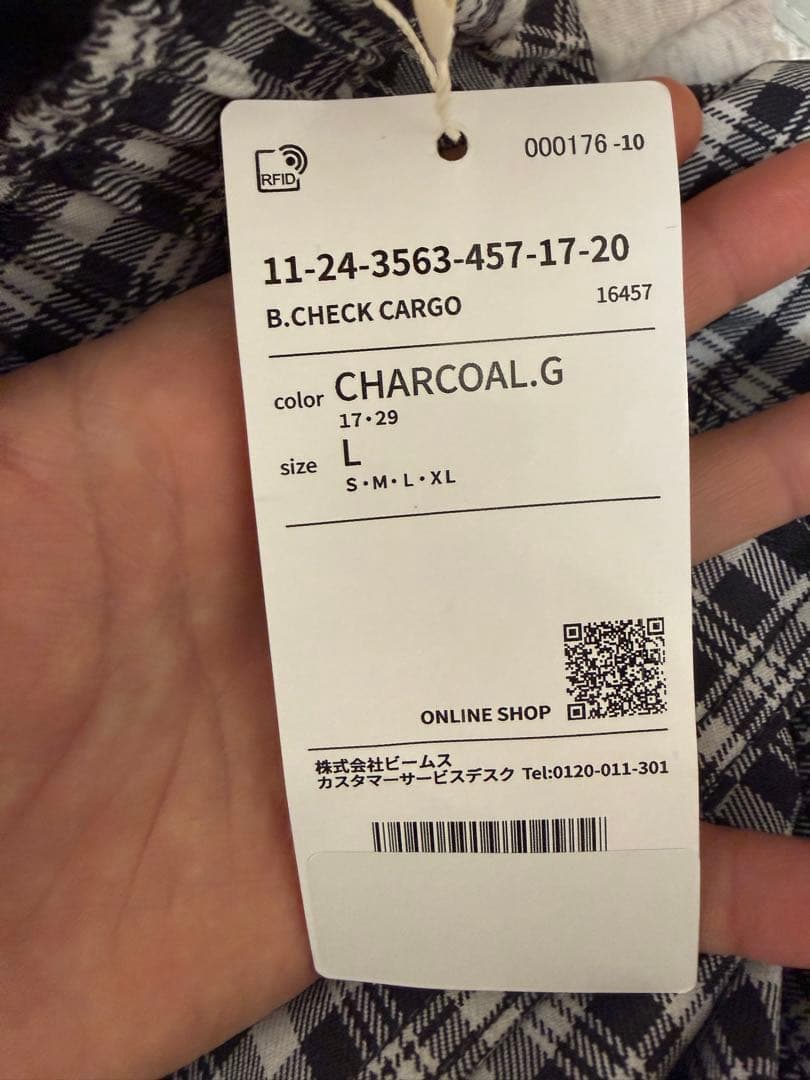 RFID
000176 -10
11-24-3563-457-17-20
B.CHECK CARGO 16457
color CHARCOAL.G
17・29
size L
S・M・L・XL
ONLINE SHOP
株式会社ビームス
カスタマーサービスデスク Tel:0120-011-301